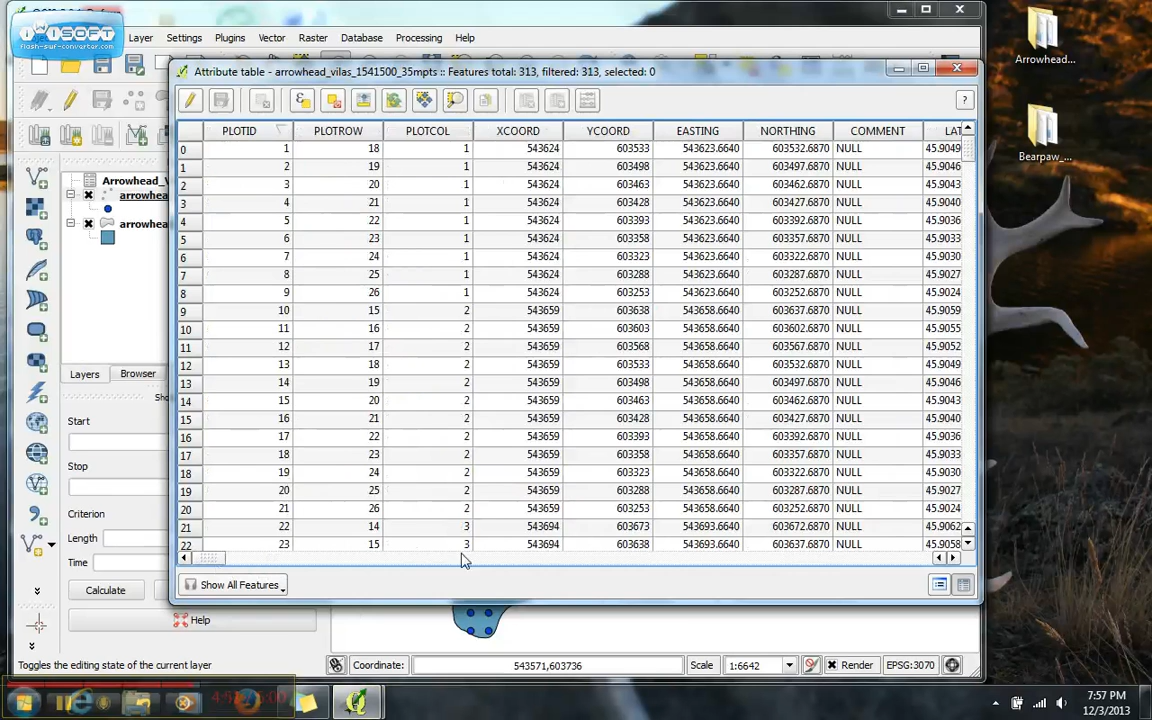 iWiSOFT
flash-swf-converter.com
Layer Settings Plugins Vector Raster Database Processing Help
Arrowhead...
Bearpaw_...
Attribute table - arrowhead_vilas_1541500_35mpts :: Features total: 313, filtered: 313, selected: 0
?
PLOTID PLOTROW PLOTCOL XCOORD YCOORD EASTING NORTHING COMMENT LAT
0 1 18 1 543624 603533 543623.6640 603532.6870 NULL 45.9049
1 2 19 1 543624 603498 543623.6640 603497.6870 NULL 45.9046
2 3 20 1 543624 603463 543623.6640 603462.6870 NULL 45.9043
3 4 21 1 543624 603428 543623.6640 603427.6870 NULL 45.9040
4 5 22 1 543624 603393 543623.6640 603392.6870 NULL 45.9036
5 6 23 1 543624 603358 543623.6640 603357.6870 NULL 45.9033
6 7 24 1 543624 603323 543623.6640 603322.6870 NULL 45.9030
7 8 25 1 543624 603288 543623.6640 603287.6870 NULL 45.9027
8 9 26 1 543624 603253 543623.6640 603252.6870 NULL 45.9024
9 10 15 2 543659 603638 543658.6640 603637.6870 NULL 45.9059
10 11 16 2 543659 603603 543658.6640 603602.6870 NULL 45.9055
11 12 17 2 543659 603568 543658.6640 603567.6870 NULL 45.9052
12 13 18 2 543659 603533 543658.6640 603532.6870 NULL 45.9049
13 14 19 2 543659 603498 543658.6640 603497.6870 NULL 45.9046
14 15 20 2 543659 603463 543658.6640 603462.6870 NULL 45.9043
15 16 21 2 543659 603428 543658.6640 603427.6870 NULL 45.9040
16 17 22 2 543659 603393 543658.6640 603392.6870 NULL 45.9036
17 18 23 2 543659 603358 543658.6640 603357.6870 NULL 45.9033
18 19 24 2 543659 603323 543658.6640 603322.6870 NULL 45.9030
19 20 25 2 543659 603288 543658.6640 603287.6870 NULL 45.9027
20 21 26 2 543659 603253 543658.6640 603252.6870 NULL 45.9024
21 22 14 3 543694 603673 543693.6640 603672.6870 NULL 45.9062
22 23 15 3 543694 603638 543693.6640 603637.6870 NULL 45.9058
Show All Features
Arrowhead_V
arrowhea
arrowhea
Layers Browser
Sho
Start
Stop
Criterion
Length
Time
Calculate
Help
Toggles the editing state of the current layer
Coordinate: 543571,603736 Scale 1:6642 Render EPSG:3070
7:57 PM
12/3/2013